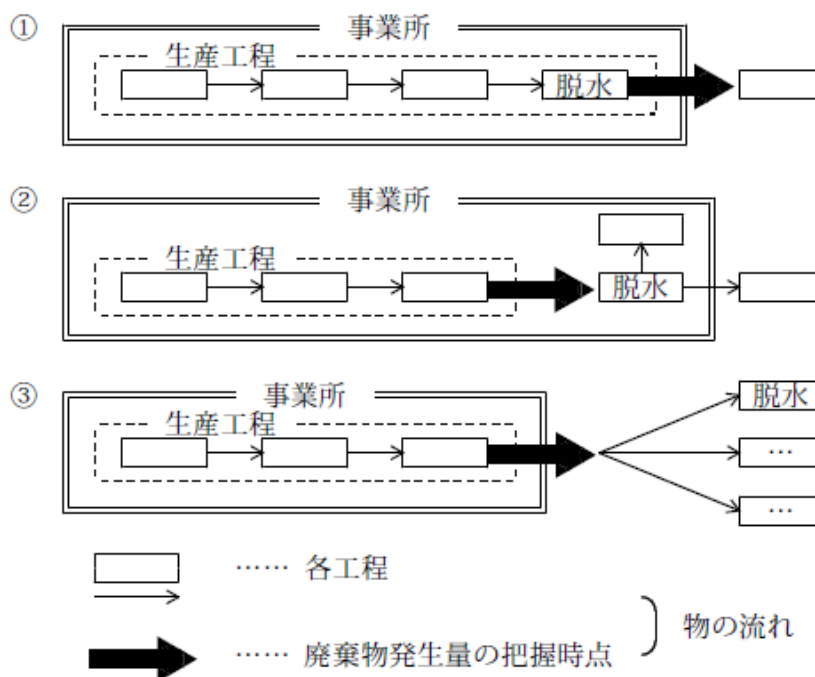 ① 事業所
生産工程
脱水
② 事業所
生産工程
脱水
③ 事業所
生産工程
脱水
…
…
…… 各工程
物の流れ
…… 廃棄物発生量の把握時点